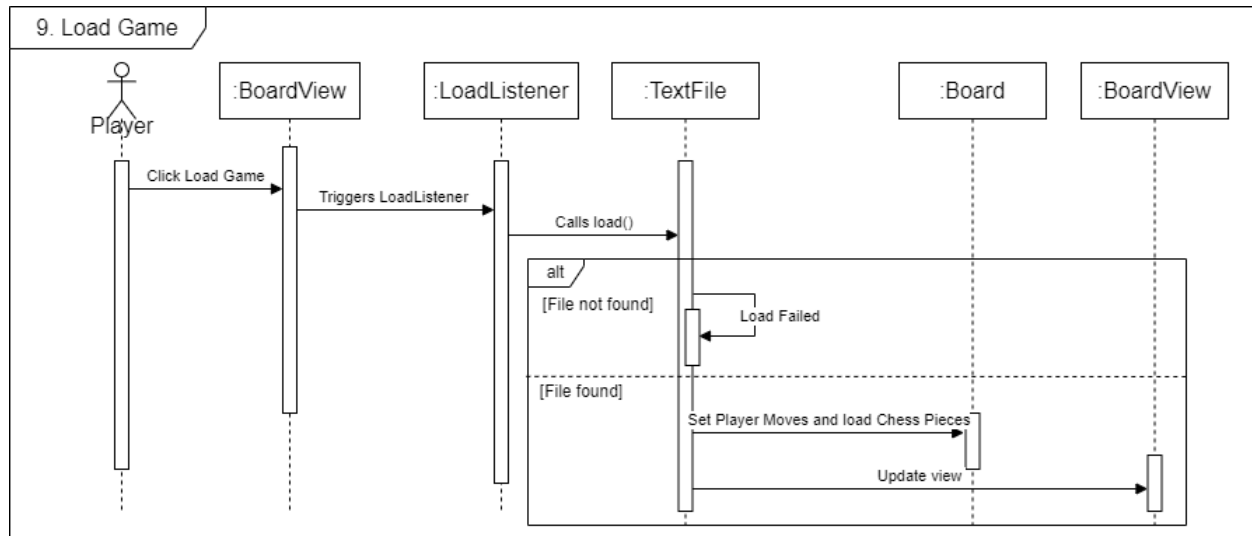 9. Load Game
Player
:BoardView
:LoadListener
:TextFile
:Board
:BoardView
Click Load Game
Triggers LoadListener
Calls load()
alt
[File not found]
Load Failed
[File found]
Set Player Moves and load Chess Pieces
Update view